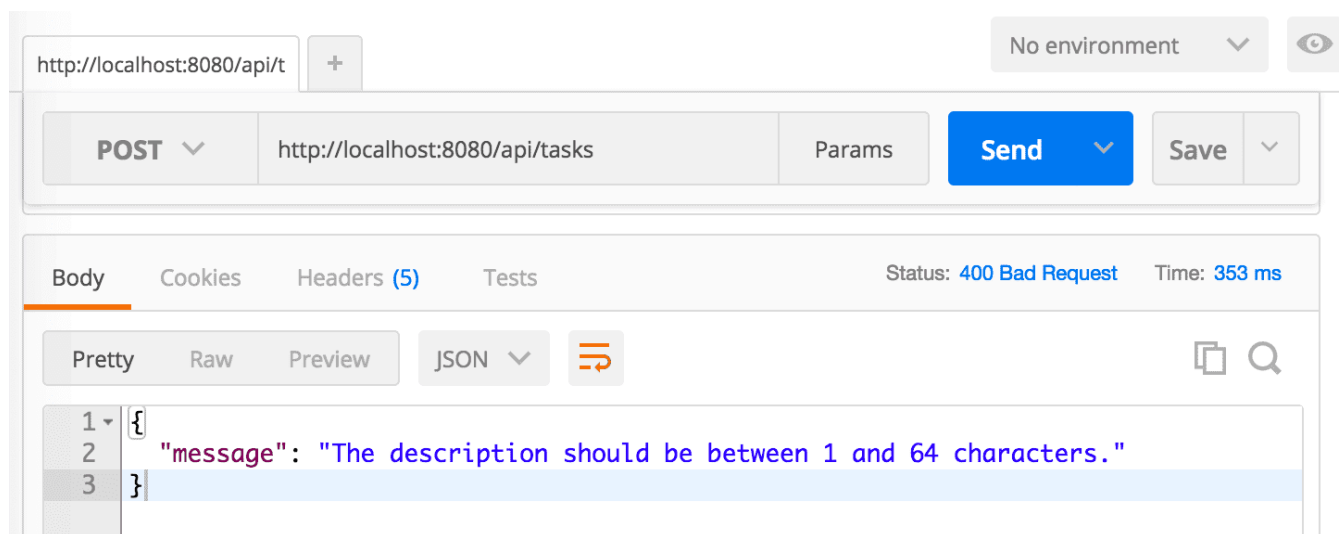 No environment
http://localhost:8080/api/t +
POST http://localhost:8080/api/tasks Params Send Save
Body Cookies Headers (5) Tests Status: 400 Bad Request Time: 353 ms
Pretty Raw Preview JSON
1 {
2 "message": "The description should be between 1 and 64 characters."
3 }